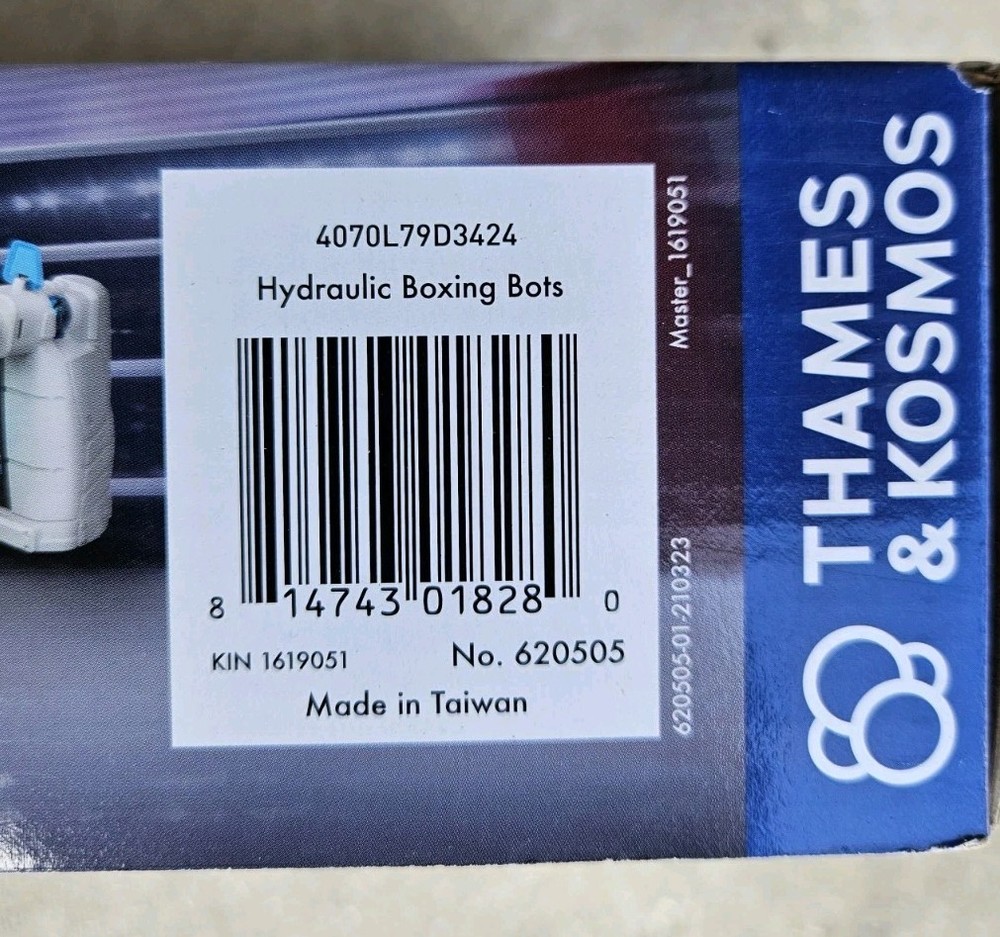 4070L79D3424
Hydraulic Boxing Bots
8 14743 01828 0
KIN 1619051 No. 620505
Made in Taiwan
Master_1619051
620505-01-210323
THAMES
& KOSMOS